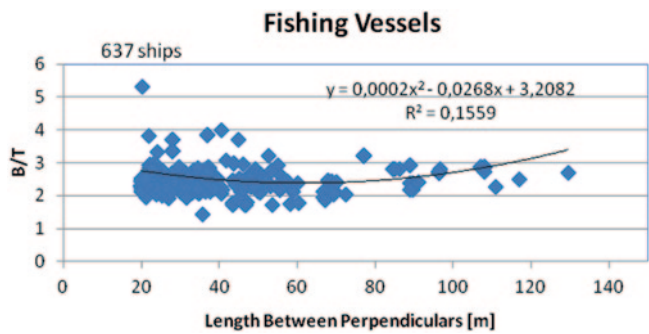 Fishing Vessels
637 ships
y = 0,0002x² - 0,0268x + 3,2082
R² = 0,1559
B/T
6
5
4
3
2
1
0
0 20 40 60 80 100 120 140
Length Between Perpendiculars [m]